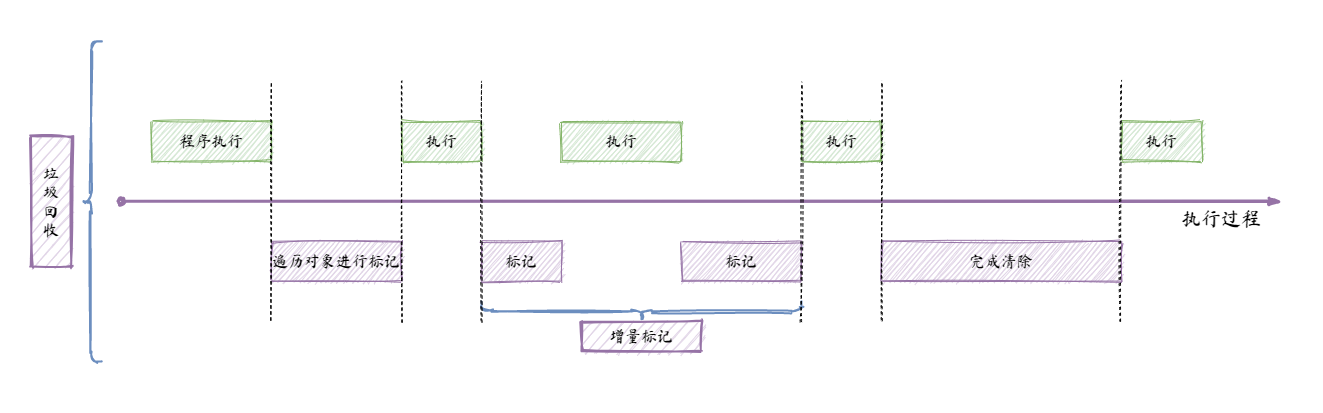 程序执行
执行
执行
执行
执行
垃圾回收
执行过程
遍历对象进行标记
标记
标记
完成清除
增量标记